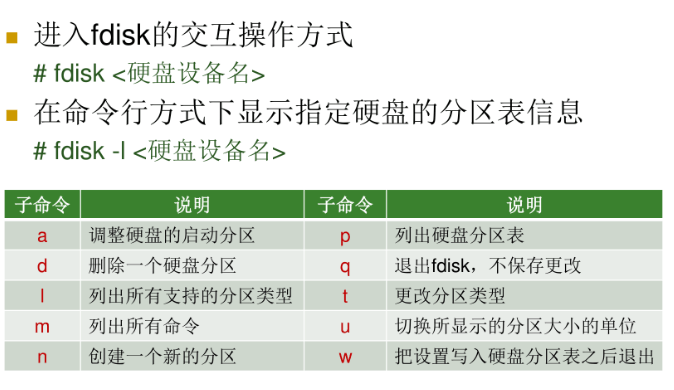 进入fdisk的交互操作方式
# fdisk <硬盘设备名>
在命令行方式下显示指定硬盘的分区表信息
# fdisk -l <硬盘设备名>
子命令 说明 子命令 说明
a 调整硬盘的启动分区 p 列出硬盘分区表
d 删除一个硬盘分区 q 退出fdisk，不保存更改
l 列出所有支持的分区类型 t 更改分区类型
m 列出所有命令 u 切换所显示的分区大小的单位
n 创建一个新的分区 w 把设置写入硬盘分区表之后退出